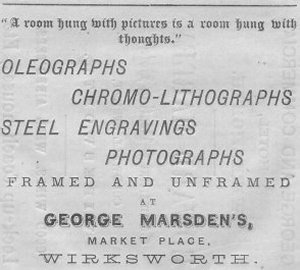 "A room hung with pictures is a room hung with
thoughts."
OLEOGRAPHS
CHROMO-LITHOGRAPHS
STEEL ENGRAVINGS
PHOTOGRAPHS
FRAMED AND UNFRAMED
AT
GEORGE MARSDEN'S,
MARKET PLACE,
WIRKSWORTH.